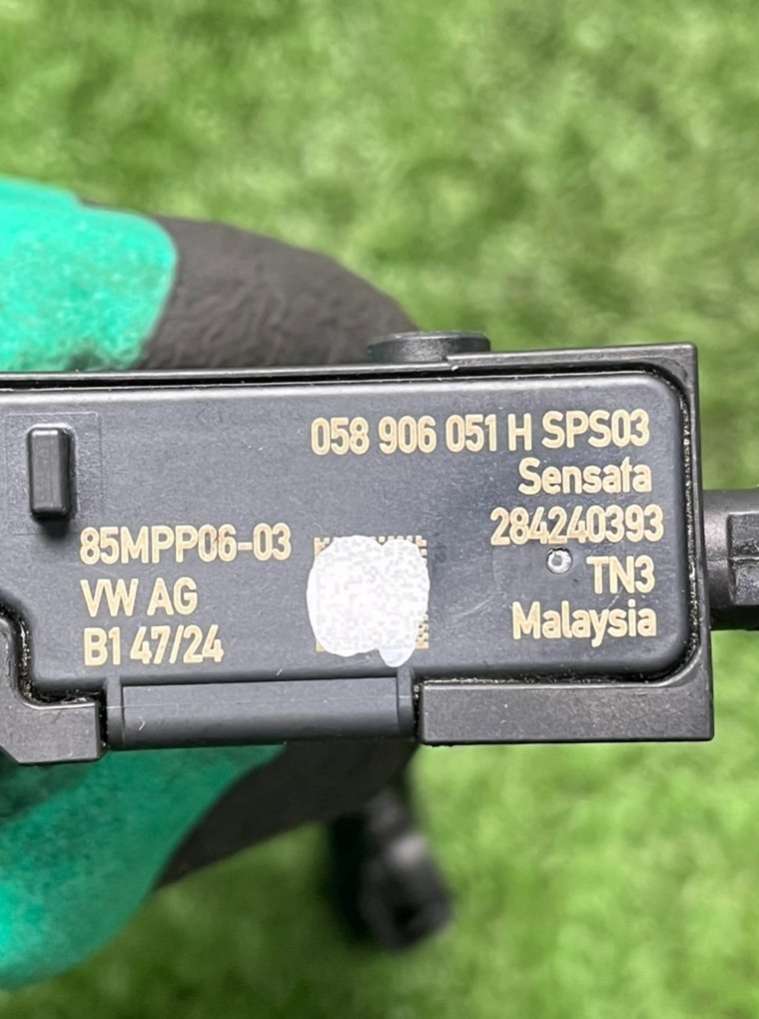 058 906 051 H SPS03
Sensata
284240393
TN3
Malaysia
85MPP06-03
VW AG
B1 47/24